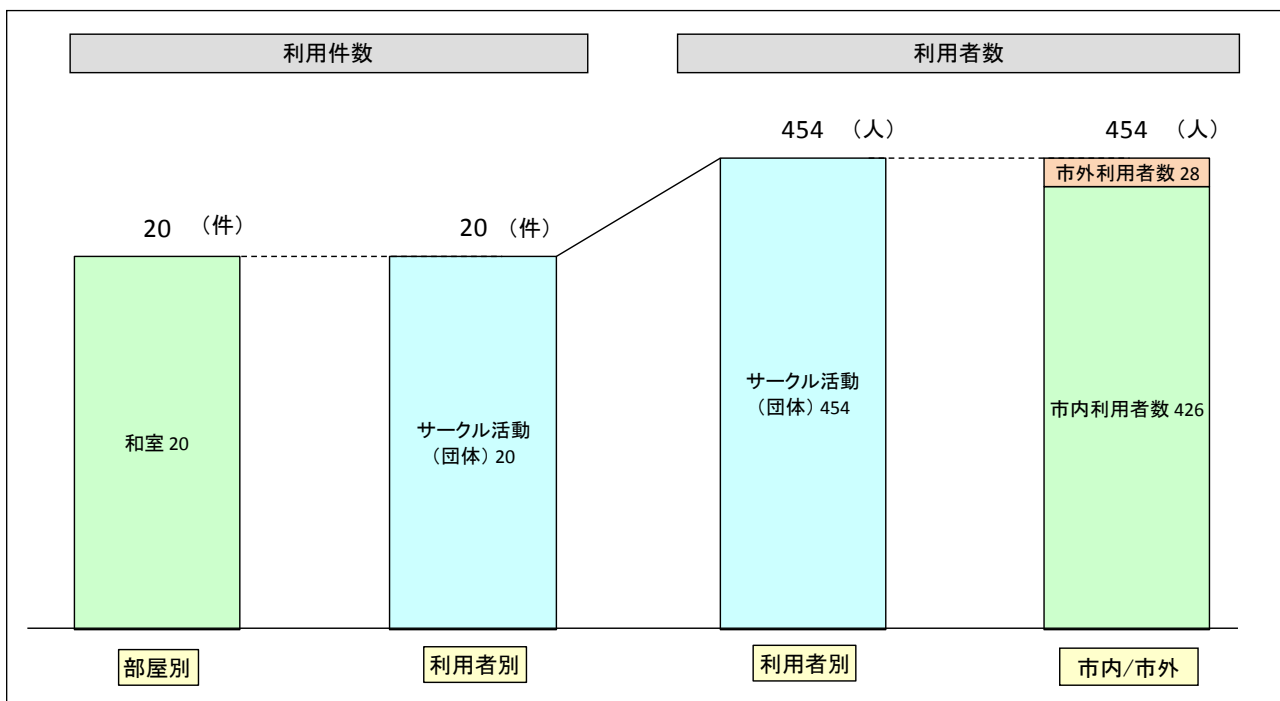 利用件数
利用者数
20 （件）
20 （件）
454 （人）
454 （人）
和室 20
サークル活動
（団体） 20
サークル活動
（団体） 454
市外利用者数 28
市内利用者数 426
部屋別
利用者別
利用者別
市内/市外